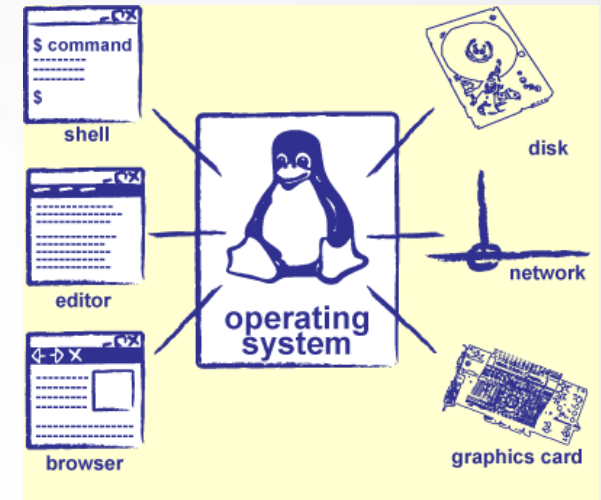 $ command
$
shell
disk
network
editor
operating
system
browser
graphics card